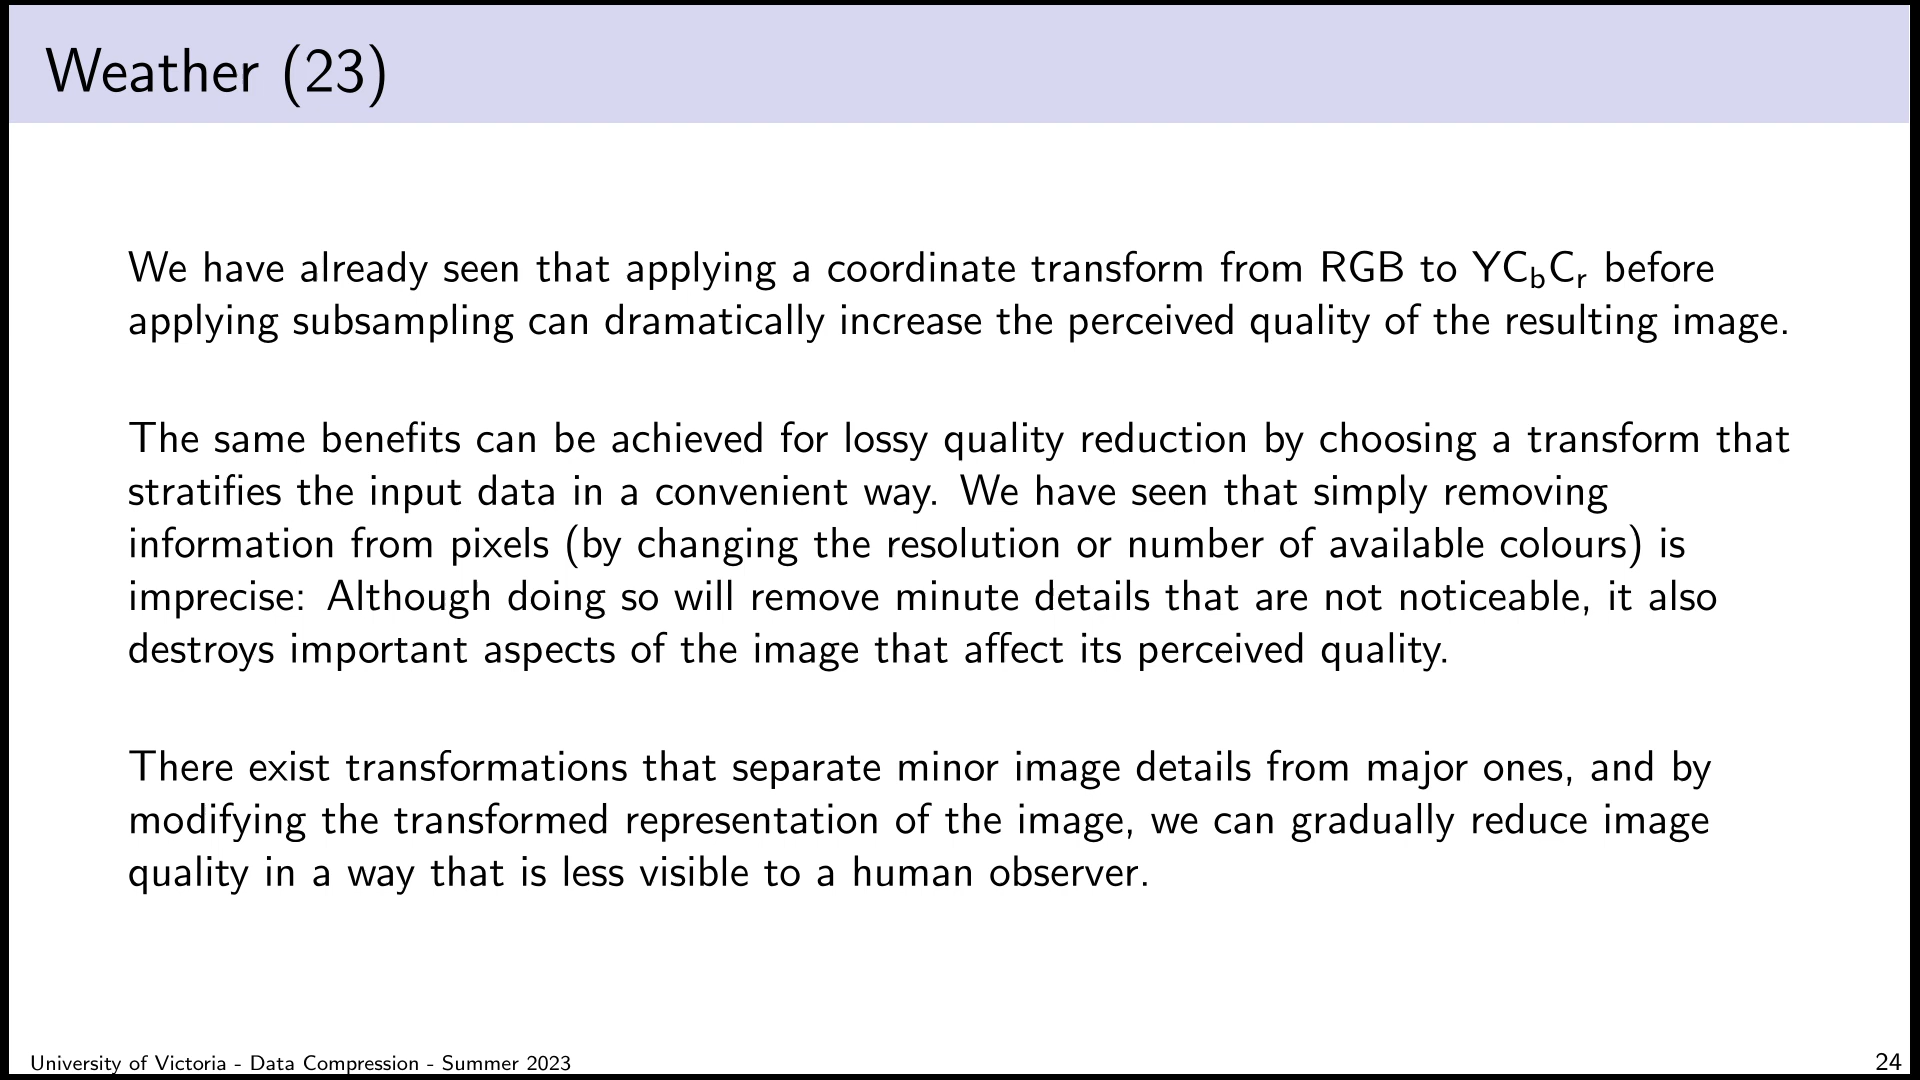 Weather (23)
We have already seen that applying a coordinate transform from RGB to YCbCr before
applying subsampling can dramatically increase the perceived quality of the resulting image.
The same benefits can be achieved for lossy quality reduction by choosing a transform that
stratifies the input data in a convenient way. We have seen that simply removing
information from pixels (by changing the resolution or number of available colours) is
imprecise: Although doing so will remove minute details that are not noticeable, it also
destroys important aspects of the image that affect its perceived quality.
There exist transformations that separate minor image details from major ones, and by
modifying the transformed representation of the image, we can gradually reduce image
quality in a way that is less visible to a human observer.
University of Victoria - Data Compression - Summer 2023
24